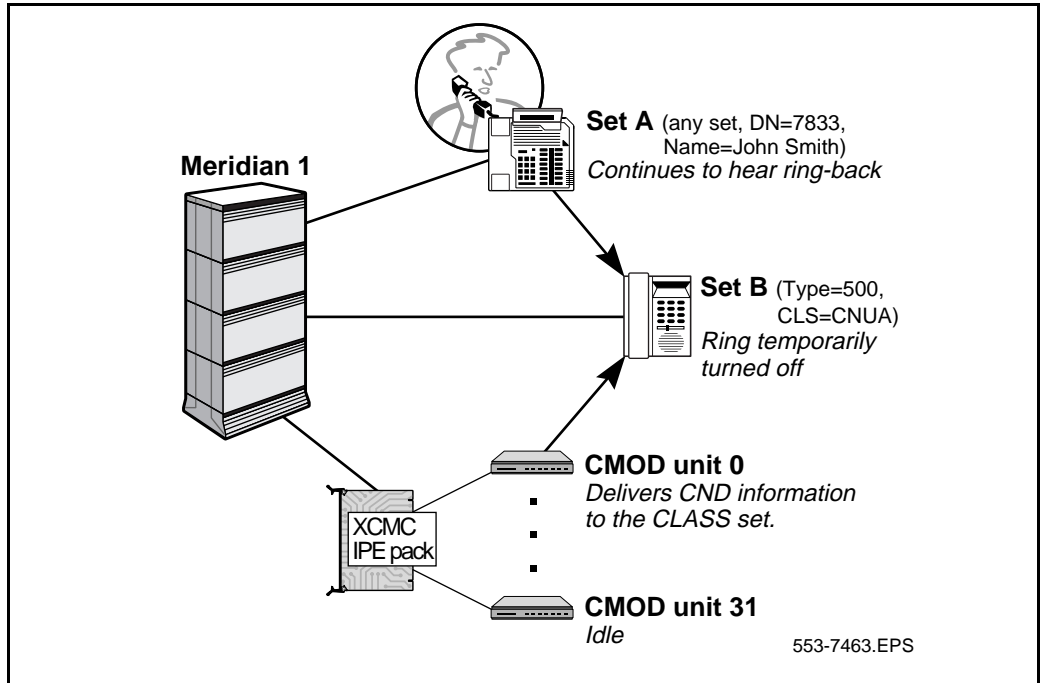 Meridian 1
Set A (any set, DN=7833,
Name=John Smith)
Continues to hear ring-back
Set B (Type=500,
CLS=CNUA)
Ring temporarily
turned off
CMOD unit 0
Delivers CND information
to the CLASS set.
XCMC
IPE pack
CMOD unit 31
Idle
553-7463.EPS